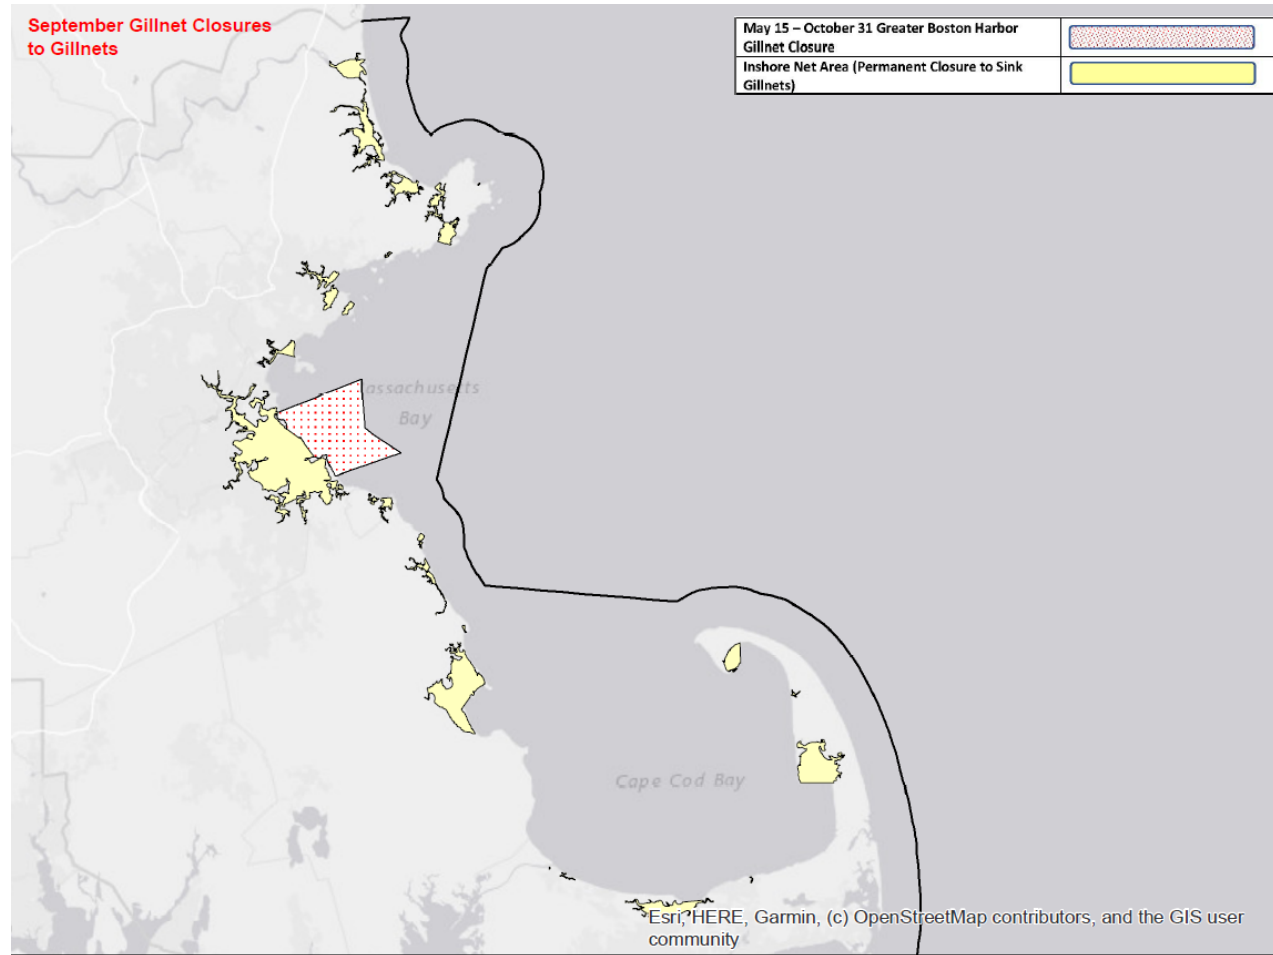 September Gillnet Closures
to Gillnets
May 15 – October 31 Greater Boston Harbor
Gillnet Closure
Inshore Net Area (Permanent Closure to Sink
Gillnets)
assachusetts
Bay
Cape Cod Bay
Esri, HERE, Garmin, (c) OpenStreetMap contributors, and the GIS user
community